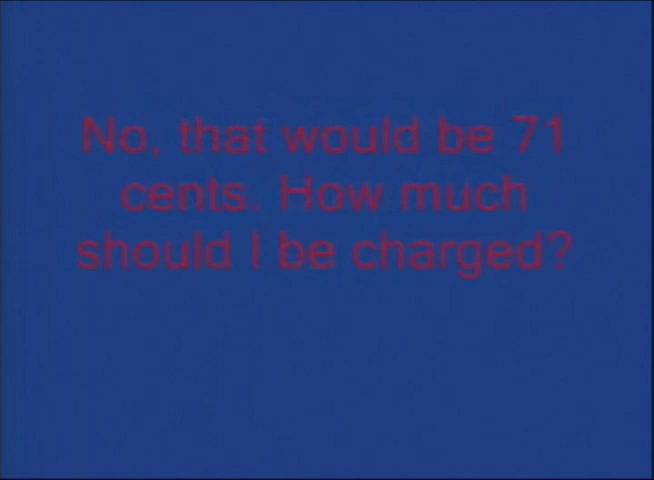 No, that would be 71
cents. How much
should I be charged?